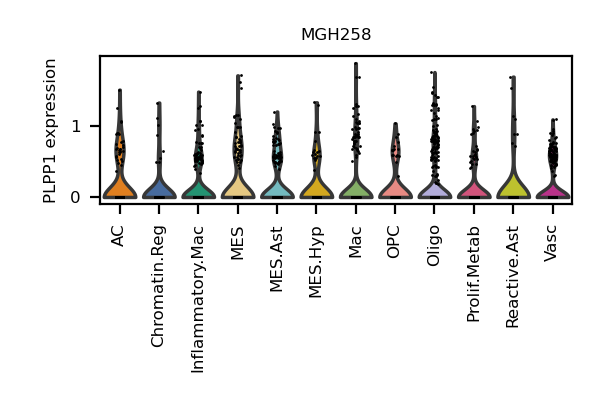 MGH258
PLPP1 expression
1
0
AC
Chromatin.Reg
Inflammatory.Mac
MES
MES.Ast
MES.Hyp
Mac
OPC
Oligo
Prolif.Metab
Reactive.Ast
Vasc